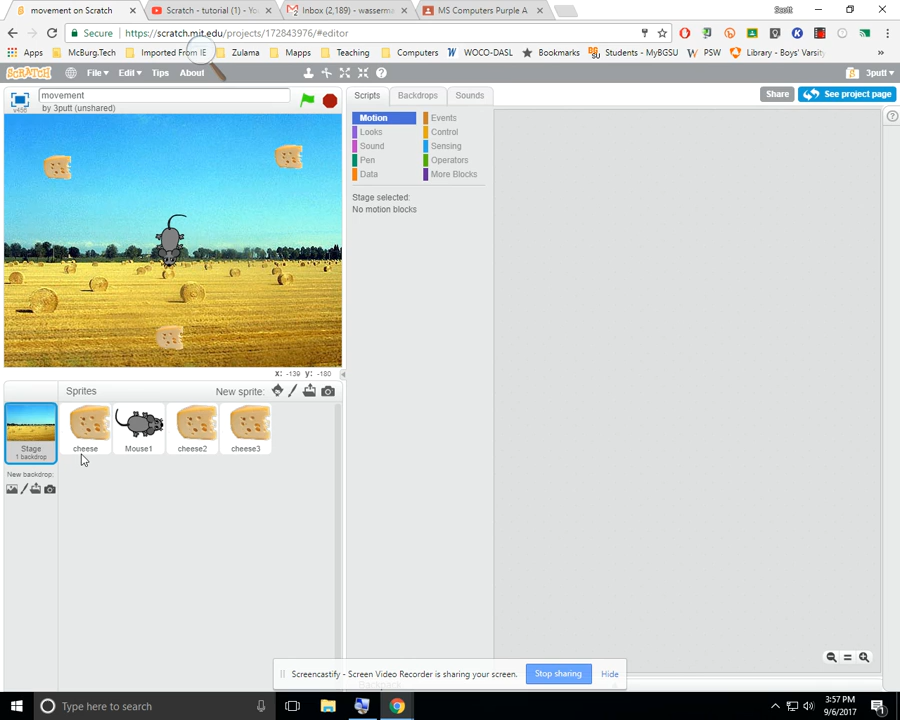 movement on Scratch
Scratch - tutorial (1) - Yo
Inbox (2,189) - wasserma
MS Computers Purple A
Scott
Secure
https://scratch.mit.edu/projects/172843976/#editor
Apps
McBurg.Tech
Imported From IE
Zulama
Mapps
Teaching
Computers
WOCO-DASL
Bookmarks
Students - MyBGSU
PSW
Library - Boys' Varsity
»
SCRATCH
File
Edit
Tips
About
3putt
v456
movement
by 3putt (unshared)
Scripts
Backdrops
Sounds
Share
See project page
Motion
Events
Looks
Control
Sound
Sensing
Pen
Operators
Data
More Blocks
Stage selected:
No motion blocks
X: -139 y: -180
Sprites
New sprite:
Stage
1 backdrop
cheese
Mouse1
cheese2
cheese3
New backdrop:
Screencastify - Screen Video Recorder is sharing your screen.
Stop sharing
Hide
Type here to search
3:57 PM
9/6/2017